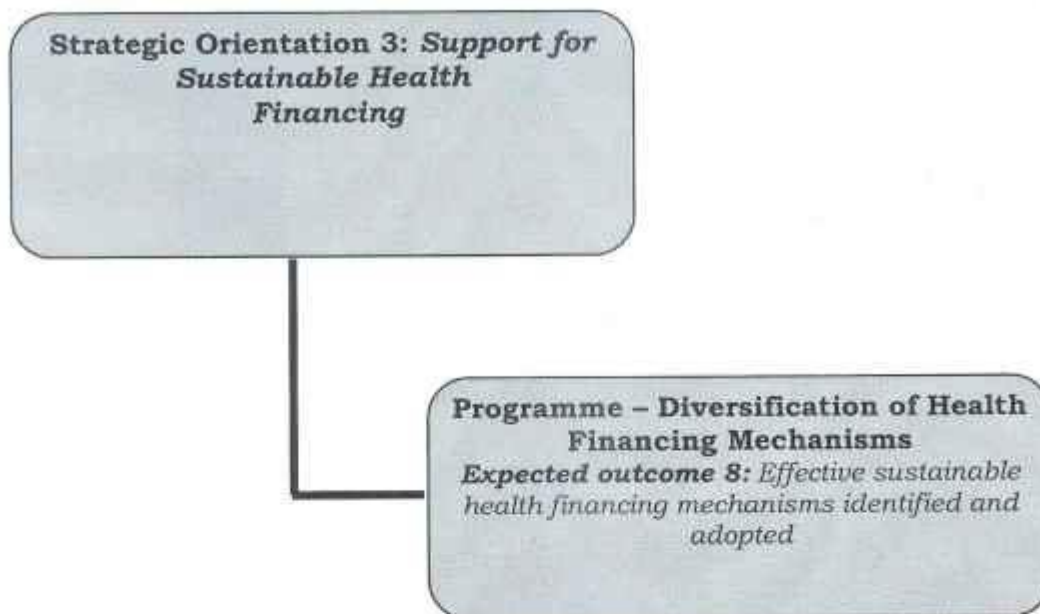 Strategic Orientation 3: Support for
Sustainable Health
Financing
Programme – Diversification of Health
Financing Mechanisms
Expected outcome 8: Effective sustainable
health financing mechanisms identified and
adopted